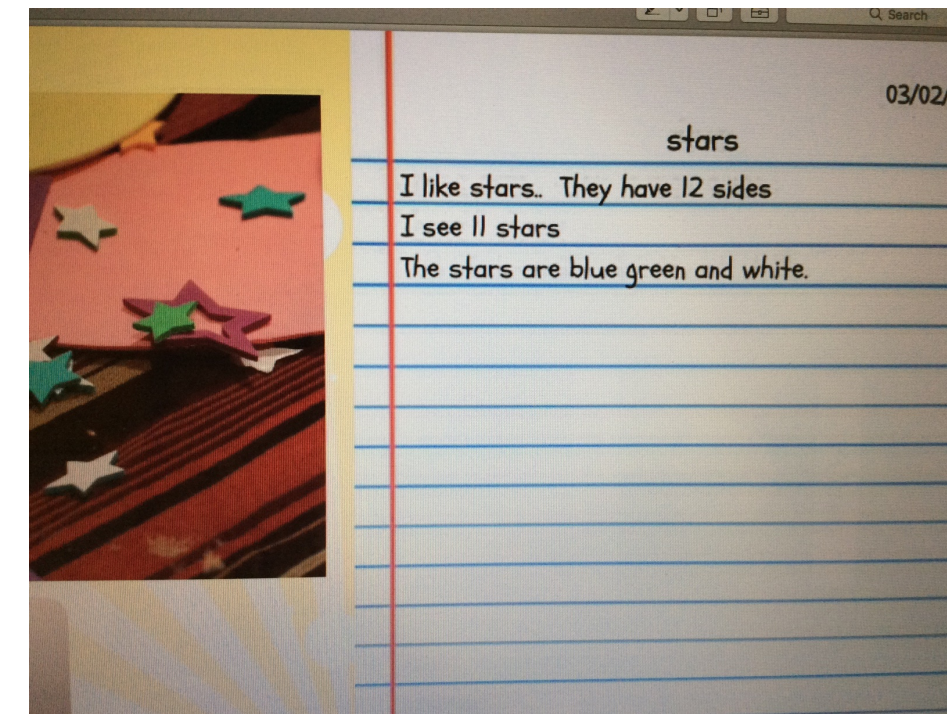 Search
03/02/
stars
I like stars.. They have 12 sides
I see 11 stars
The stars are blue green and white.